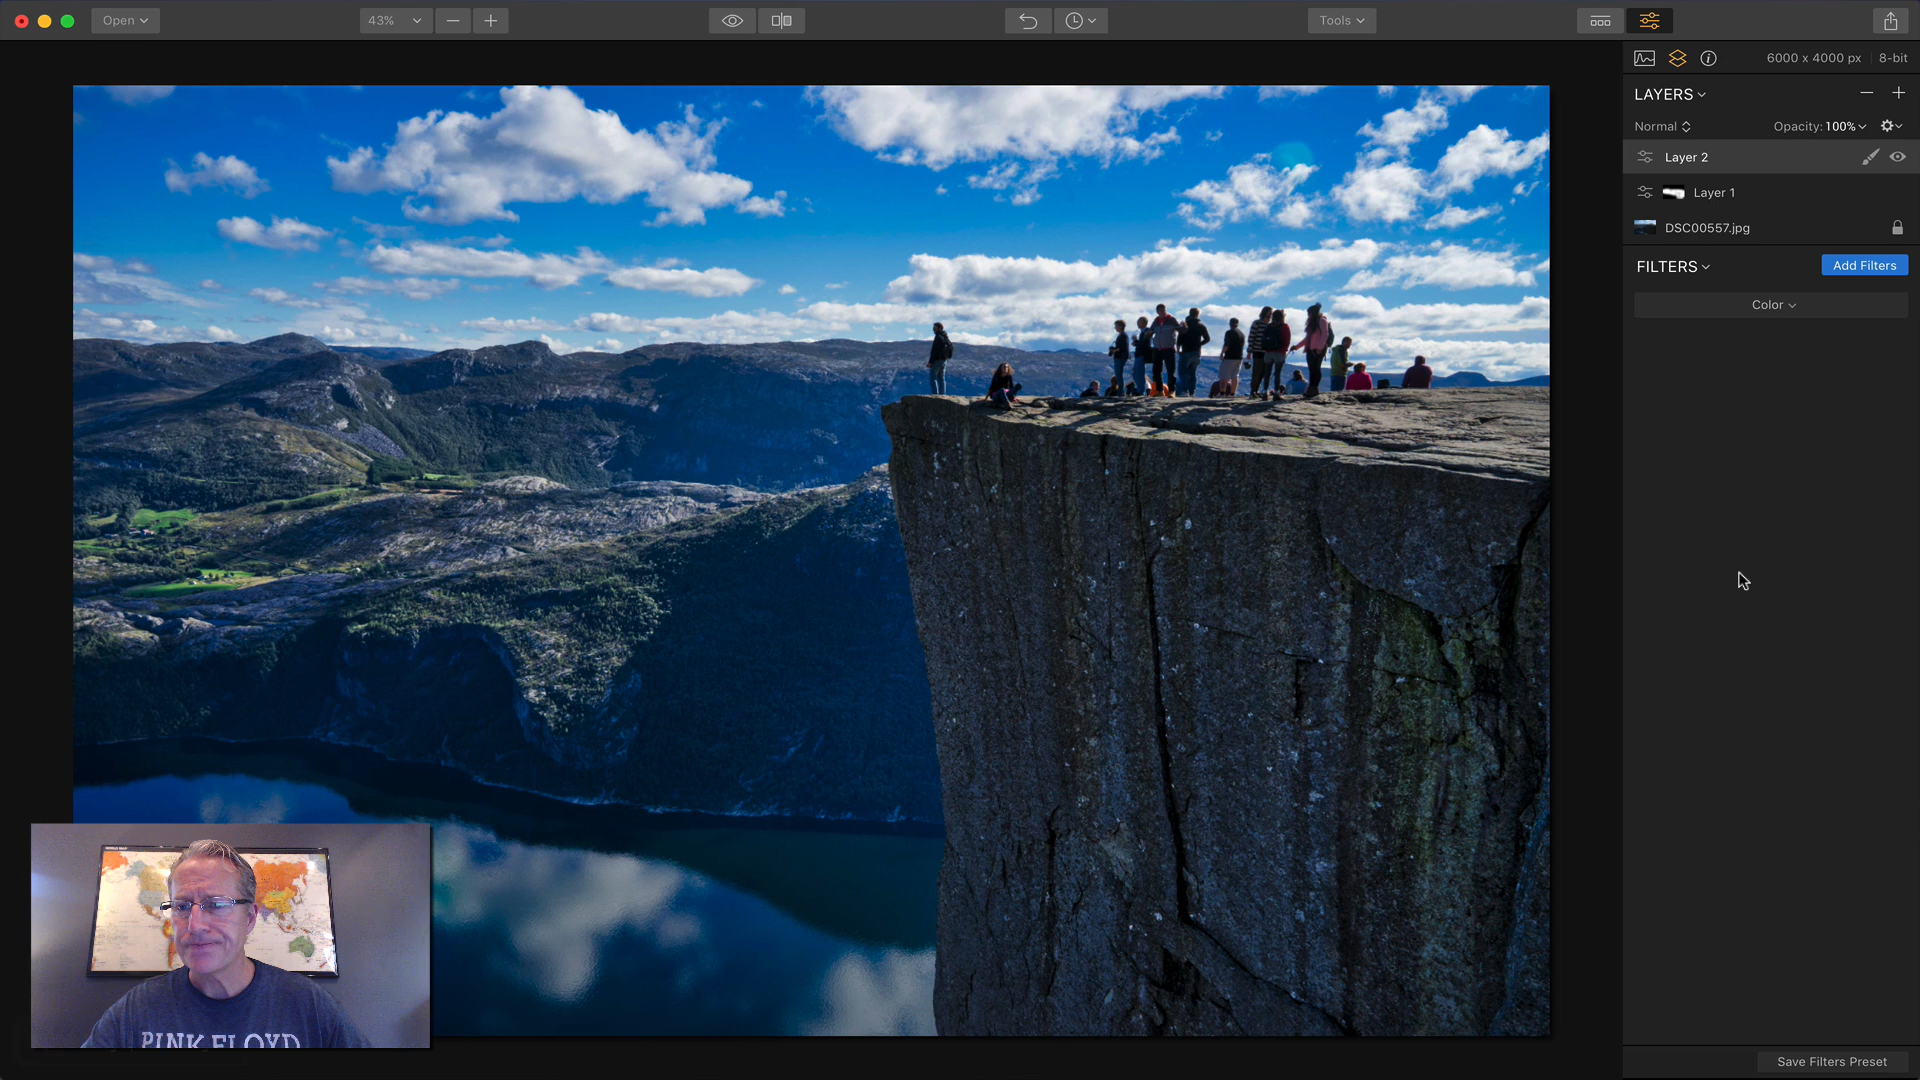 Open
43%
Tools
6000 x 4000 px
8-bit
LAYERS
Normal
Opacity: 100%
Layer 2
Layer 1
DSC00557.jpg
FILTERS
Add Filters
Color
PINK FLOYD
Save Filters Preset